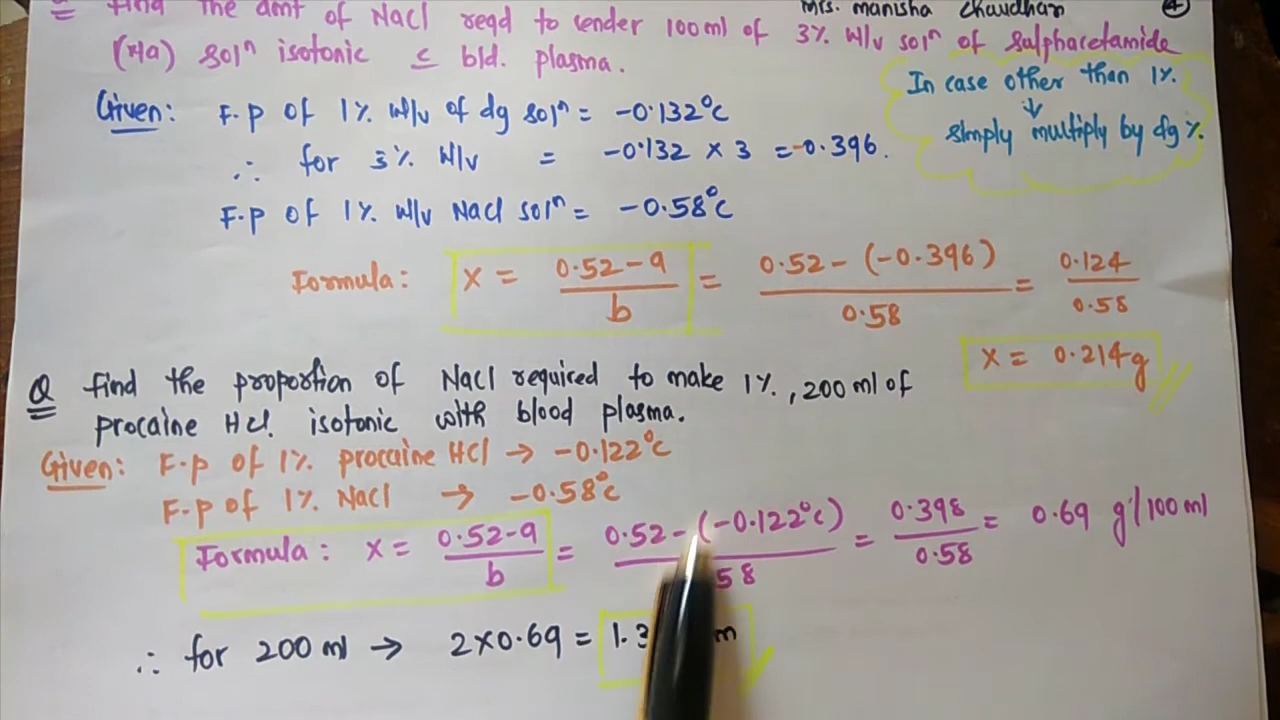 Q Find the amt of NaCl reqd to render 100ml of 3% W/v solⁿ of Sulphacetamide
Mrs. Manisha Chaudhari 4
(Na) solⁿ isotonic c̲ bld. plasma.
In case other than 1%.
↓
simply multiply by dg %.
Given: F.p of 1% W/v of dg solⁿ = -0.132°C
∴ for 3% W/v = -0.132 × 3 = -0.396.
F.p of 1% W/v NaCl solⁿ = -0.58°C
Formula: x = 0.52-a / b = 0.52-(-0.396) / 0.58 = 0.124 / 0.58
x = 0.214g
Q find the proportion of NaCl required to make 1%, 200 ml of
procaine HCl. isotonic with blood plasma.
Given: F.p of 1% procaine HCl → -0.122°C
F.p of 1% NaCl → -0.58°C
Formula: x = 0.52-a / b = 0.52-(-0.122°C) / 58 = 0.398 / 0.58 = 0.69 g/100ml
∴ for 200 ml → 2×0.69 = 1.3 m